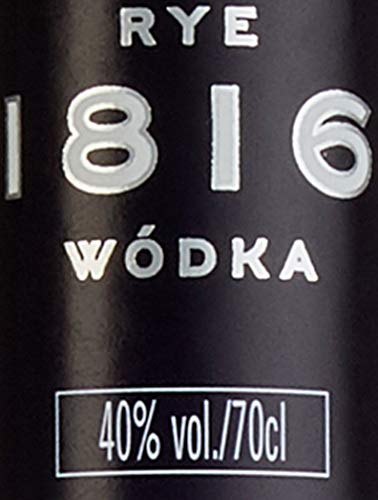 RYE
1816
WÓDKA
40% vol./70cl